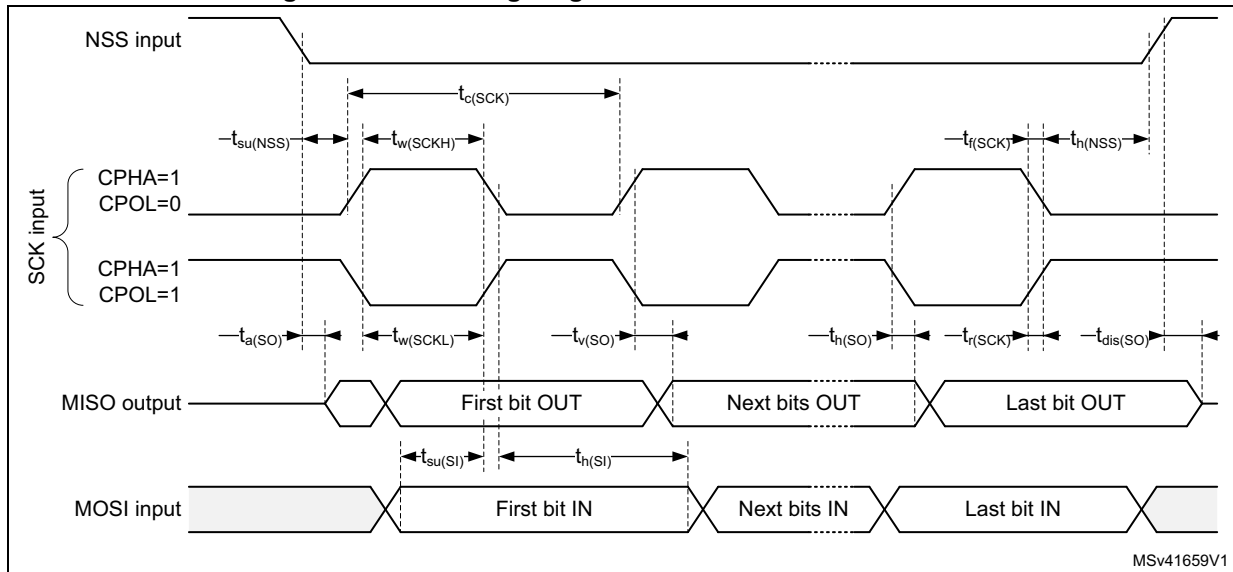 NSS input
tc(SCK)
tsu(NSS)
tw(SCKH)
tf(SCK)
th(NSS)
SCK input
CPHA=1
CPOL=0
CPHA=1
CPOL=1
ta(SO)
tw(SCKL)
tv(SO)
th(SO)
tr(SCK)
tdis(SO)
MISO output
First bit OUT
Next bits OUT
Last bit OUT
tsu(SI)
th(SI)
MOSI input
First bit IN
Next bits IN
Last bit IN
MSv41659V1